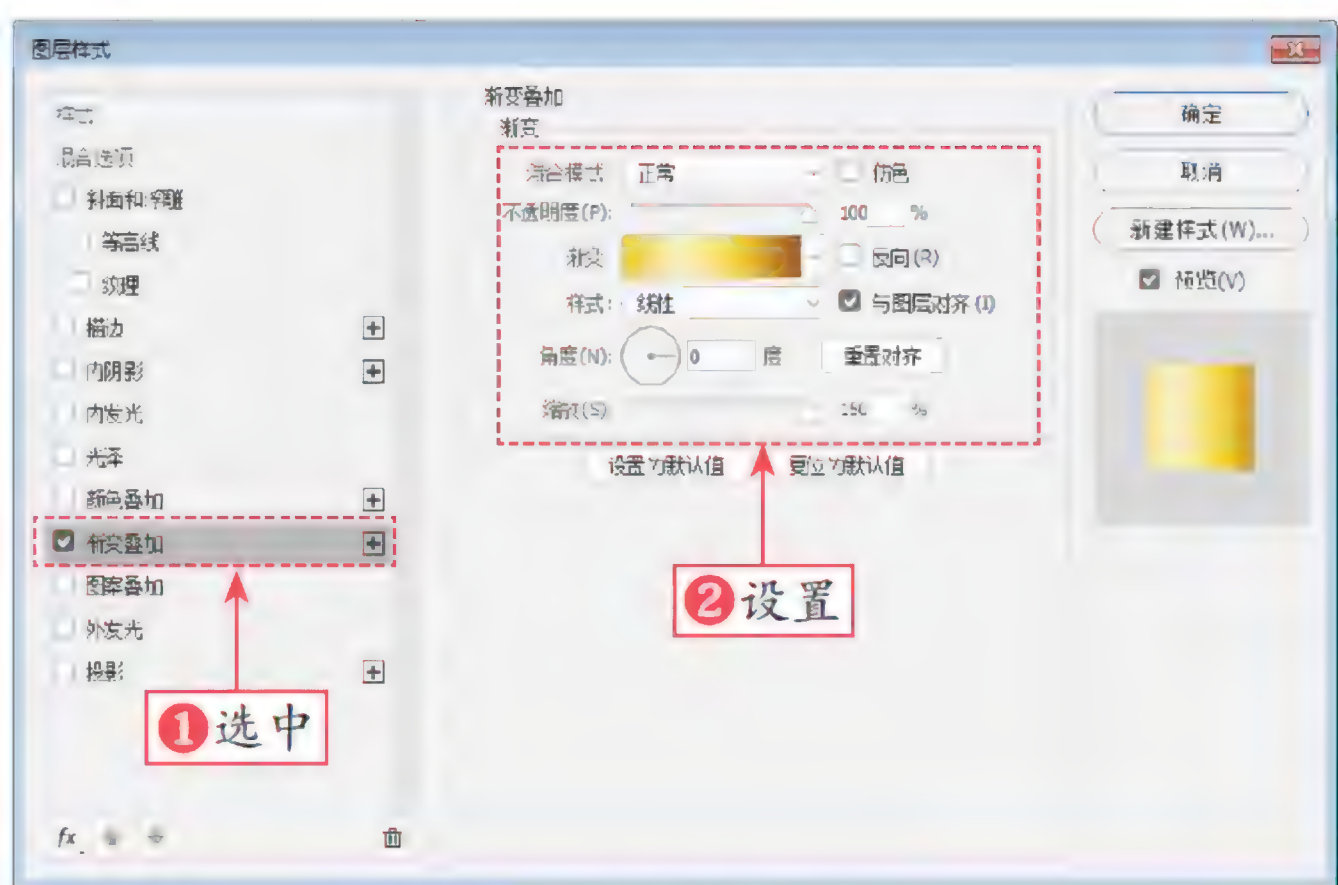 图层样式
样式
混合选项
斜面和浮雕
等高线
纹理
描边
内阴影
内发光
光泽
颜色叠加
渐变叠加
图案叠加
外发光
投影
fx
渐变叠加
渐变
混合模式: 正常 仿色
不透明度(P): 100 %
渐变: 反向(R)
样式: 线性 与图层对齐(I)
角度(N): 0 度 重置对齐
缩放(S): 150 %
设置为默认值 复位为默认值
确定
取消
新建样式(W)...
预览(V)
1 选中
2 设置